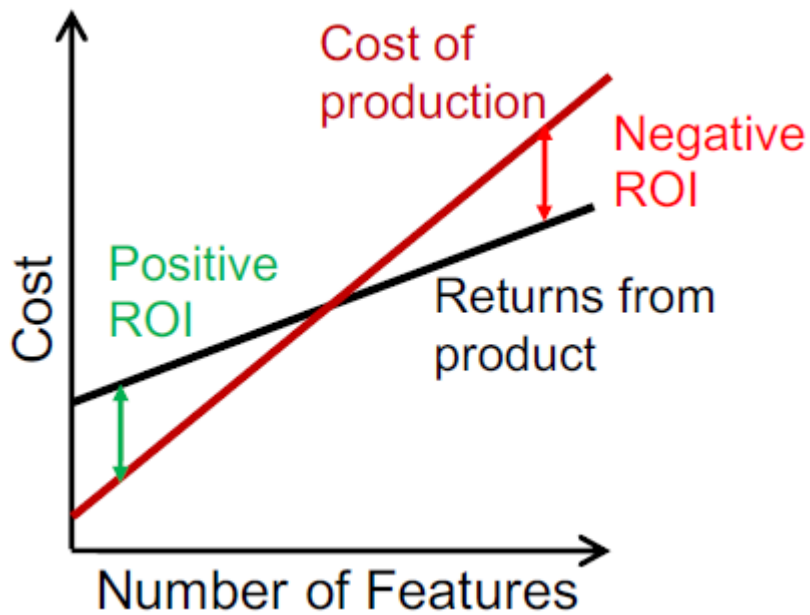 Cost of
production
Negative
ROI
Positive
ROI
Returns from
product
Cost
Number of Features